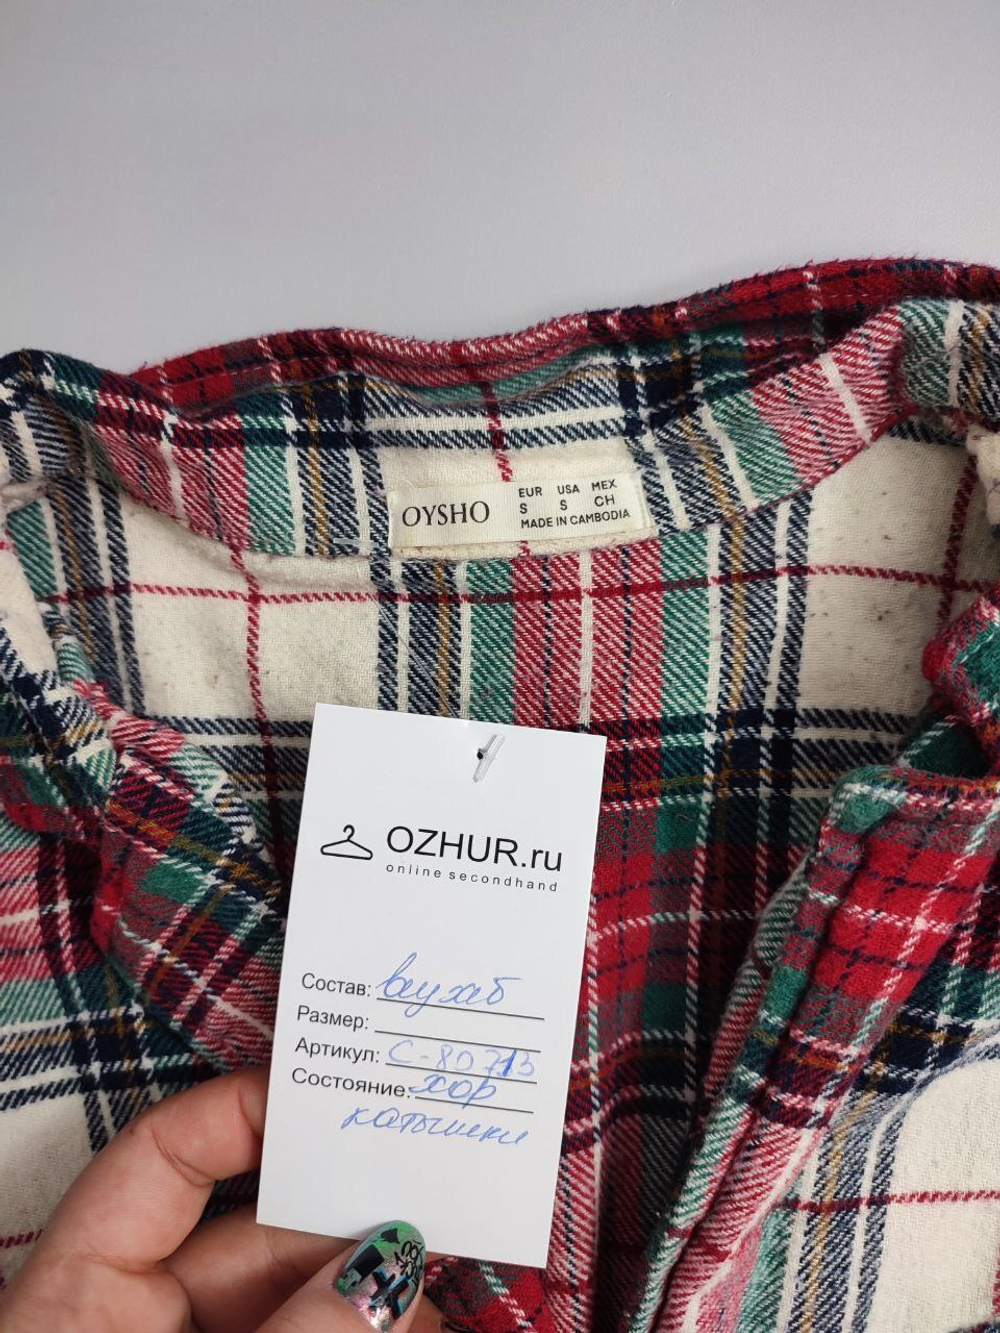 OYSHO
EUR USA MEX
S S CH
MADE IN CAMBODIA
OZHUR.ru
online secondhand
Состав:
Размер:
Артикул: С-80713
Состояние: хор
катышки